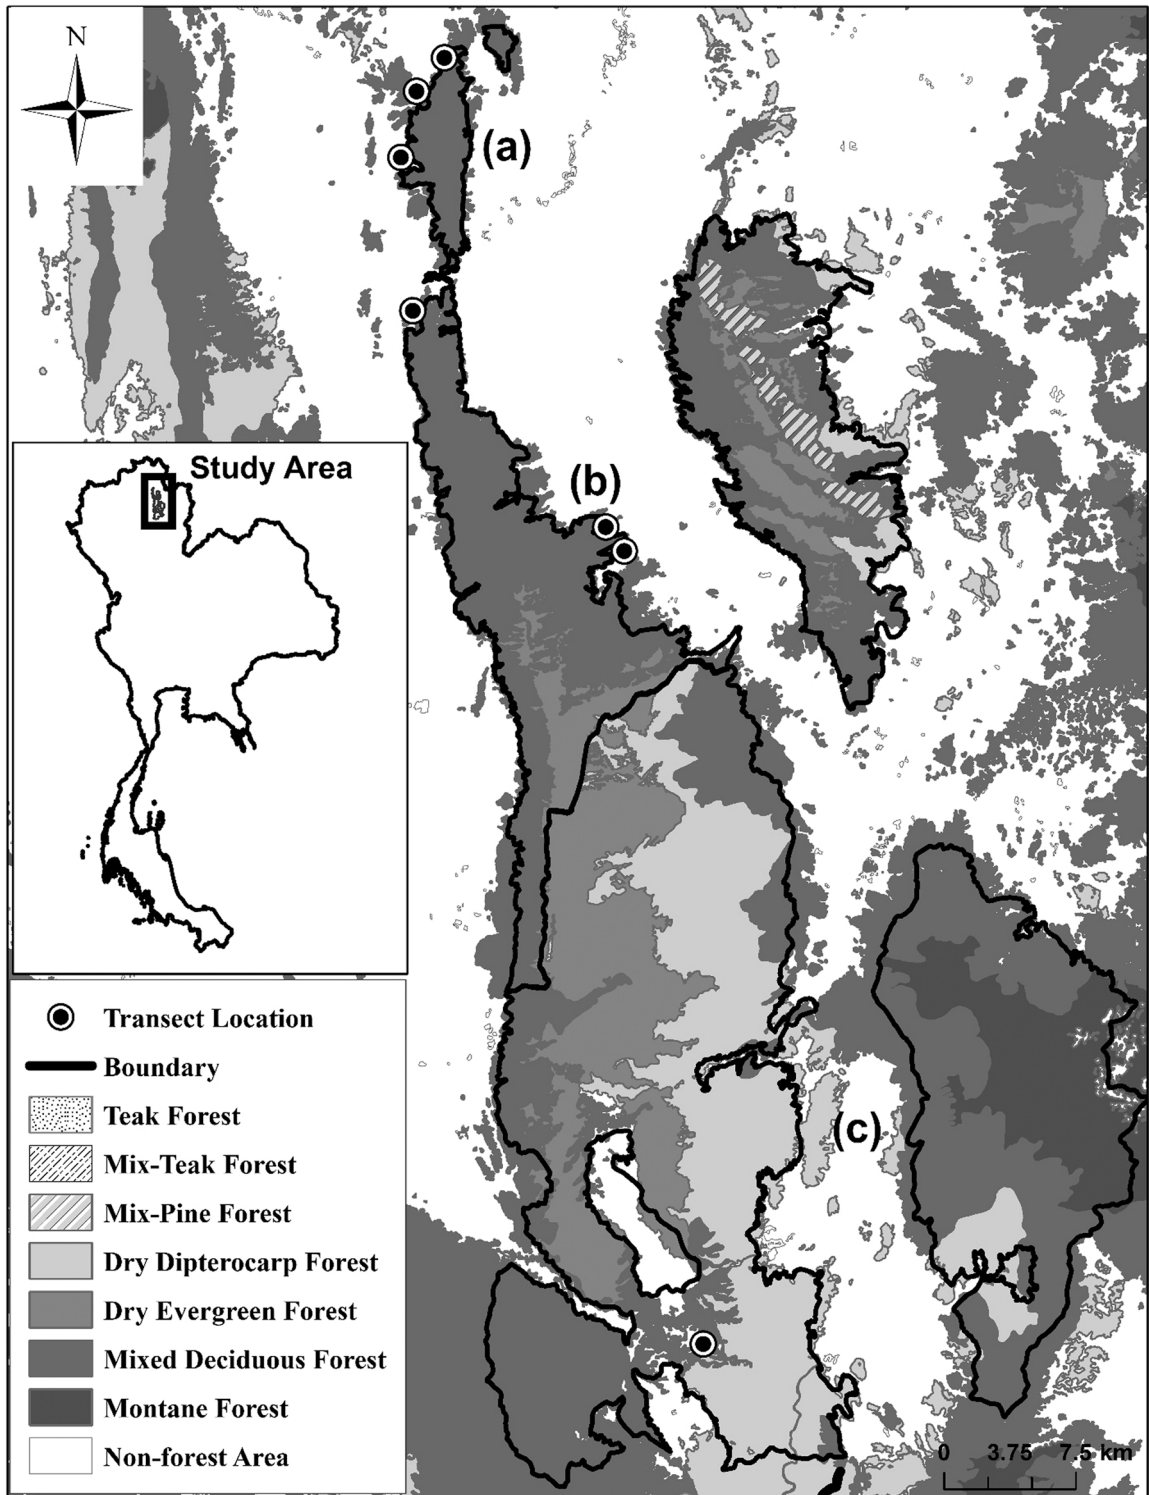 N
(a)
(b)
Study Area
(c)
Transect Location
Boundary
Teak Forest
Mix-Teak Forest
Mix-Pine Forest
Dry Dipterocarp Forest
Dry Evergreen Forest
Mixed Deciduous Forest
Montane Forest
Non-forest Area
0 3.75 7.5 km